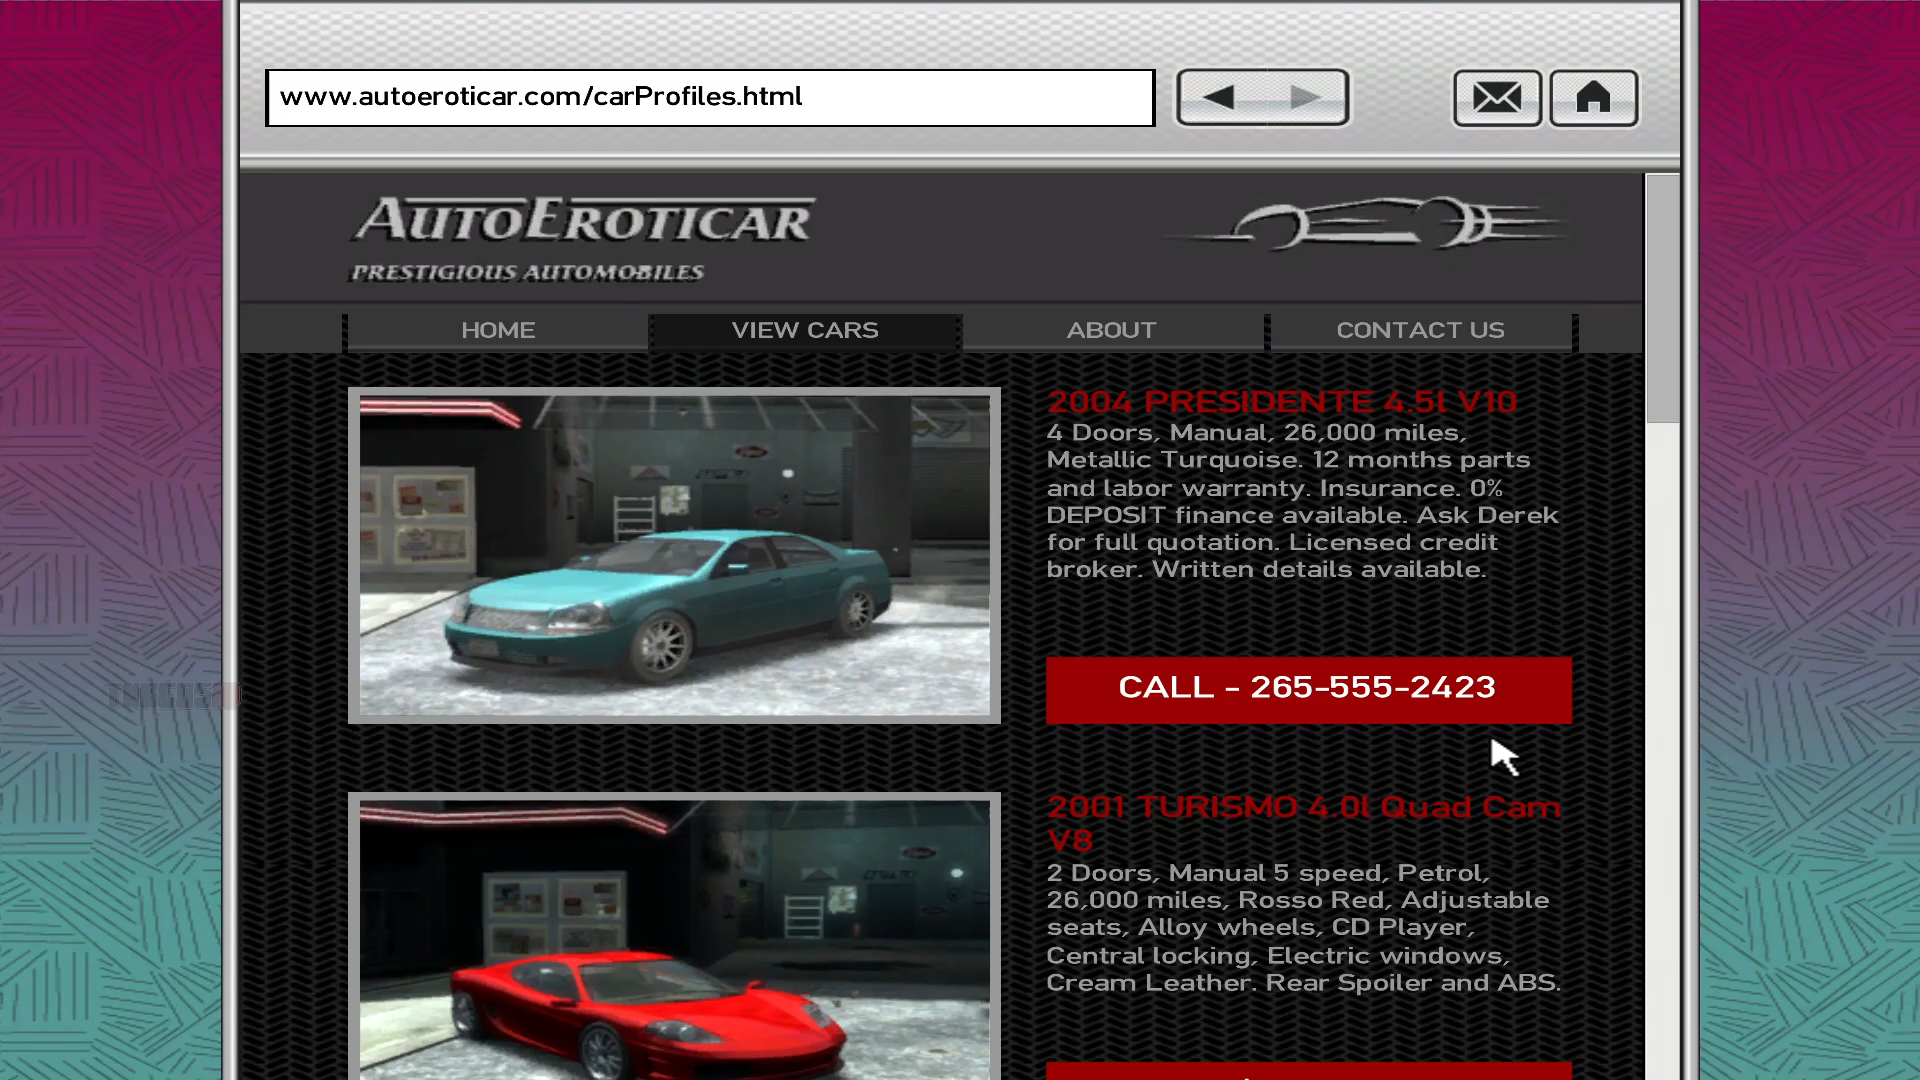 www.autoeroticar.com/carProfiles.html
AUTOEROTICAR
PRESTIGIOUS AUTOMOBILES
HOME
VIEW CARS
ABOUT
CONTACT US
2004 PRESIDENTE 4.5l V10
4 Doors, Manual, 26,000 miles,
Metallic Turquoise. 12 months parts
and labor warranty. Insurance. 0%
DEPOSIT finance available. Ask Derek
for full quotation. Licensed credit
broker. Written details available.
CALL - 265-555-2423
2001 TURISMO 4.0l Quad Cam
V8
2 Doors, Manual 5 speed, Petrol,
26,000 miles, Rosso Red, Adjustable
seats, Alloy wheels, CD Player,
Central locking, Electric windows,
Cream Leather. Rear Spoiler and ABS.